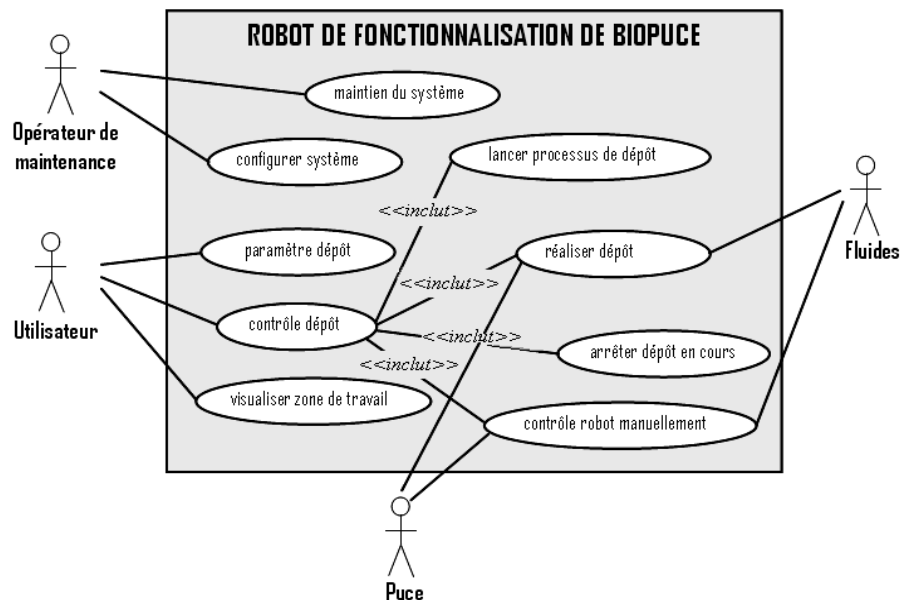 ROBOT DE FONCTIONNALISATION DE BIOPUCE
maintien du système
Opérateur de
maintenance
configurer système
lancer processus de dépôt
<<inclut>>
paramètre dépôt
réaliser dépôt
Fluides
<<inclut>>
Utilisateur
contrôle dépôt
<<inclut>>
arrêter dépôt en cours
<<inclut>>
visualiser zone de travail
contrôle robot manuellement
Puce